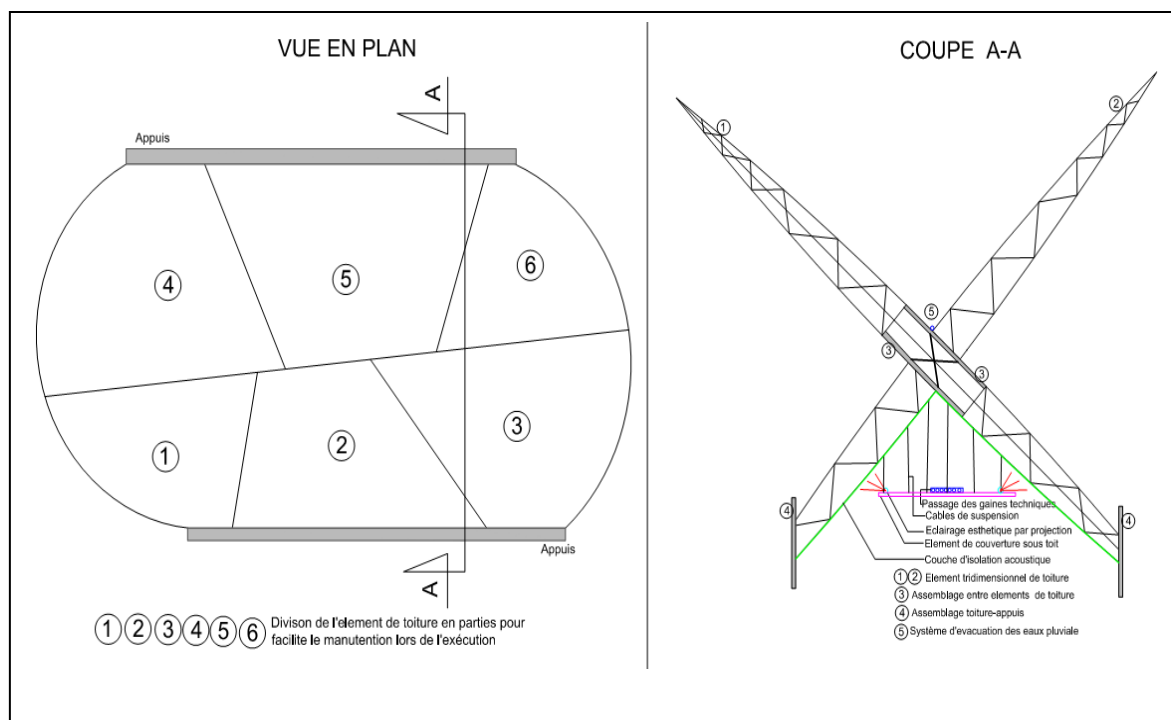 VUE EN PLAN
A
Appuis
4
5
6
1
2
3
Appuis
A
1 2 3 4 5 6 Divison de l'element de toiture en parties pour
facilite le manutention lors de l'exécution
COUPE A-A
1
2
5
3
3
4
4
Passage des gaines techniques
Cables de suspension
Eclairage esthetique par projection
Element de couverture sous toit
Couche d'isolation acoustique
1 2 Element tridimensionnel de toiture
3 Assemblage entre elements de toiture
4 Assemblage toiture-appuis
5 Système d'evacuation des eaux pluviale